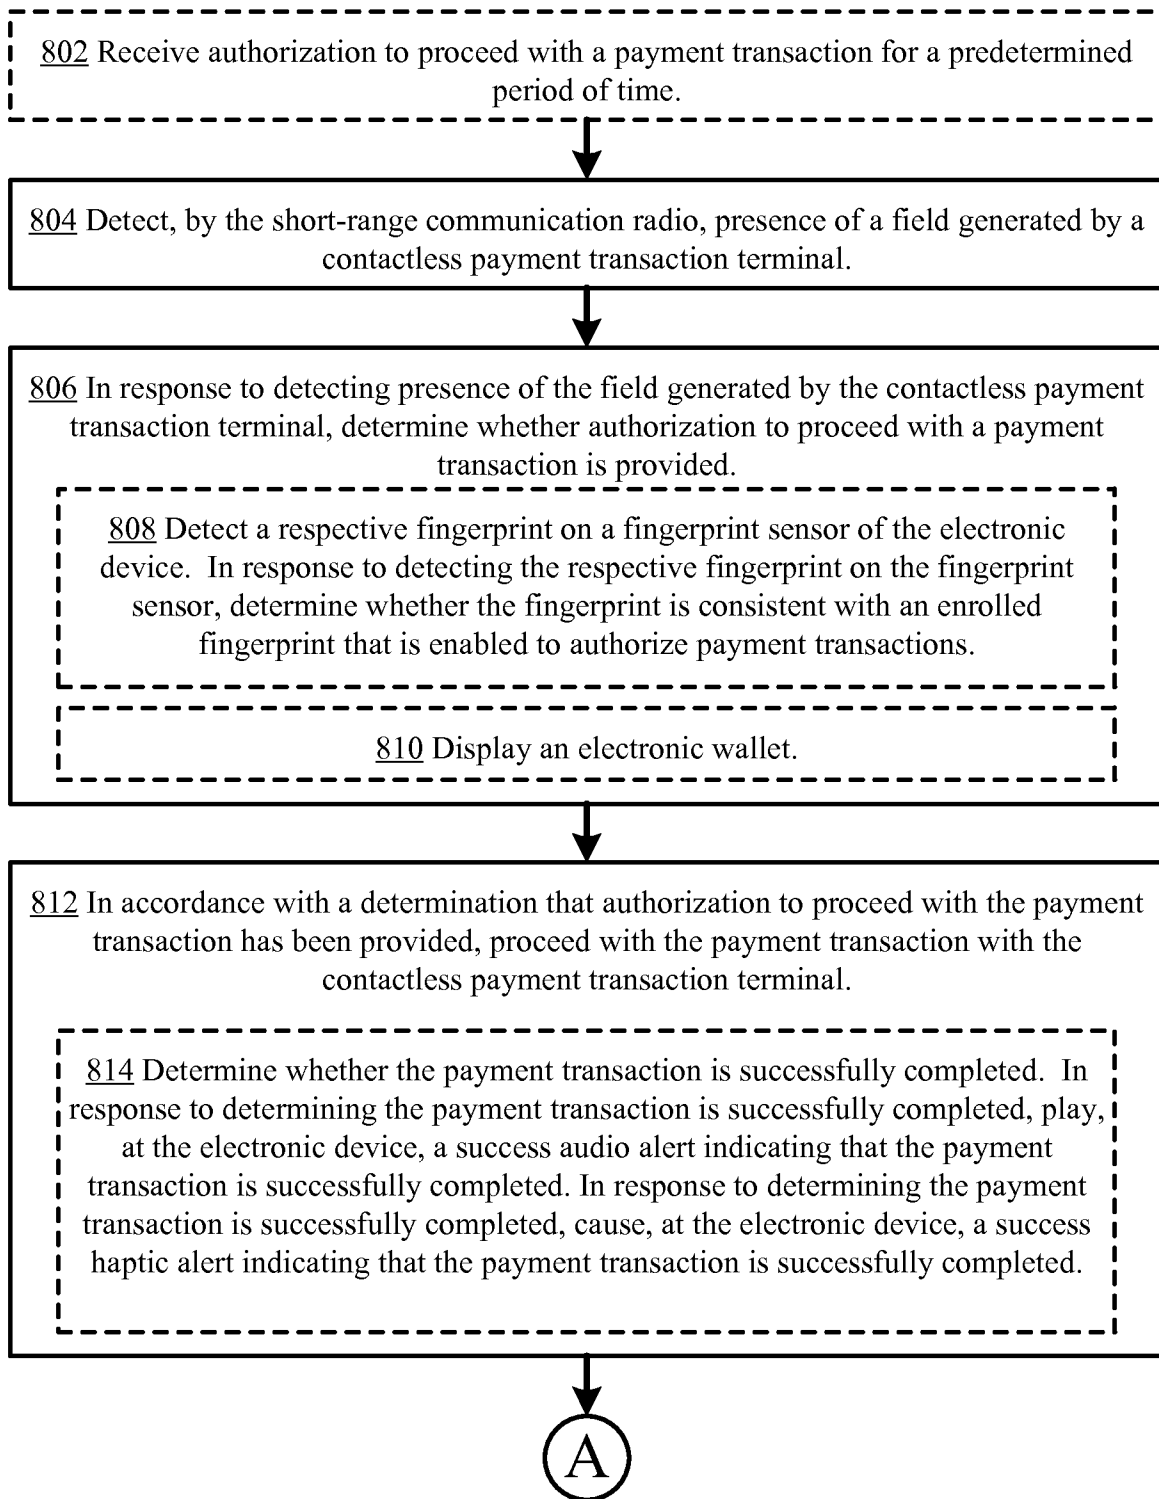 802 Receive authorization to proceed with a payment transaction for a predetermined
period of time.
804 Detect, by the short-range communication radio, presence of a field generated by a
contactless payment transaction terminal.
806 In response to detecting presence of the field generated by the contactless payment
transaction terminal, determine whether authorization to proceed with a payment
transaction is provided.
808 Detect a respective fingerprint on a fingerprint sensor of the electronic
device.  In response to detecting the respective fingerprint on the fingerprint
sensor, determine whether the fingerprint is consistent with an enrolled
fingerprint that is enabled to authorize payment transactions.
810 Display an electronic wallet.
812 In accordance with a determination that authorization to proceed with the payment
transaction has been provided, proceed with the payment transaction with the
contactless payment transaction terminal.
814 Determine whether the payment transaction is successfully completed.  In
response to determining the payment transaction is successfully completed, play,
at the electronic device, a success audio alert indicating that the payment
transaction is successfully completed. In response to determining the payment
transaction is successfully completed, cause, at the electronic device, a success
haptic alert indicating that the payment transaction is successfully completed.
A